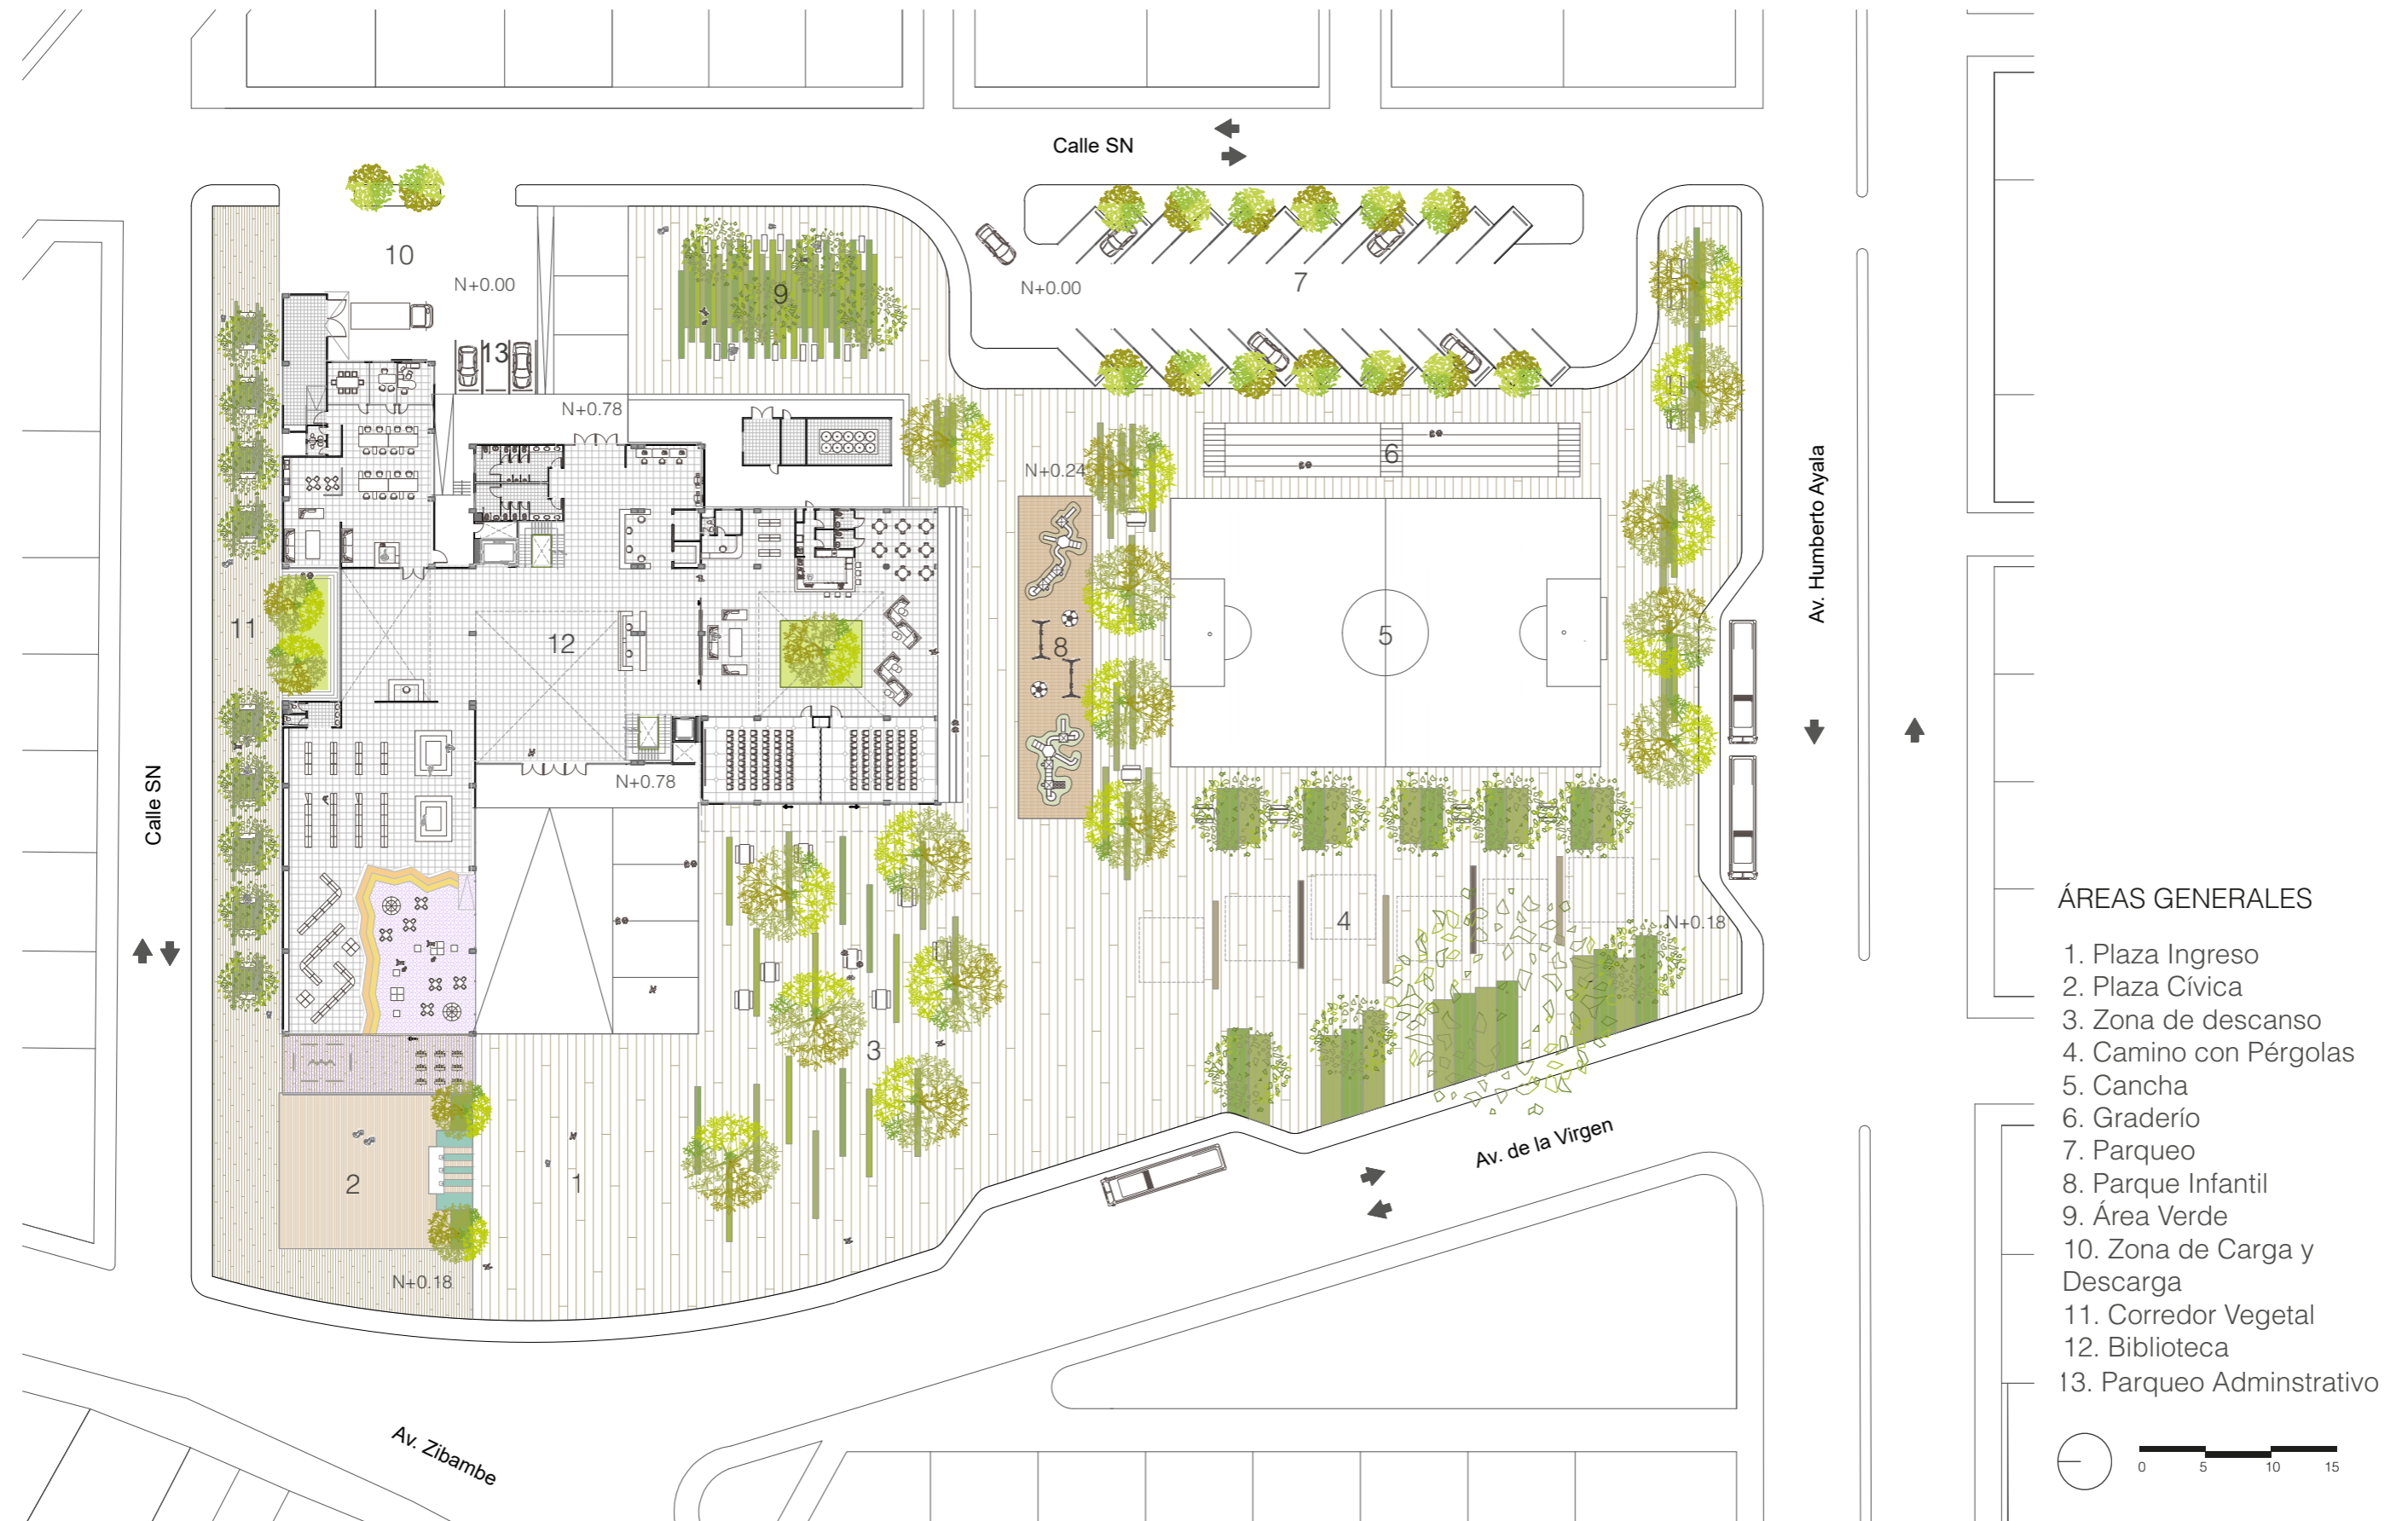 Calle SN
10
N+0.00
9
N+0.00
7
13
N+0.78
6
N+0.24
Av. Humberto Ayala
11
12
5
8
N+0.78
Calle SN
4
N+0.18
3
2
1
Av. de la Virgen
N+0.18
Av. Zibambe
ÁREAS GENERALES
1. Plaza Ingreso
2. Plaza Cívica
3. Zona de descanso
4. Camino con Pérgolas
5. Cancha
6. Graderío
7. Parqueo
8. Parque Infantil
9. Área Verde
10. Zona de Carga y
Descarga
11. Corredor Vegetal
12. Biblioteca
13. Parqueo Adminstrativo
0 5 10 15